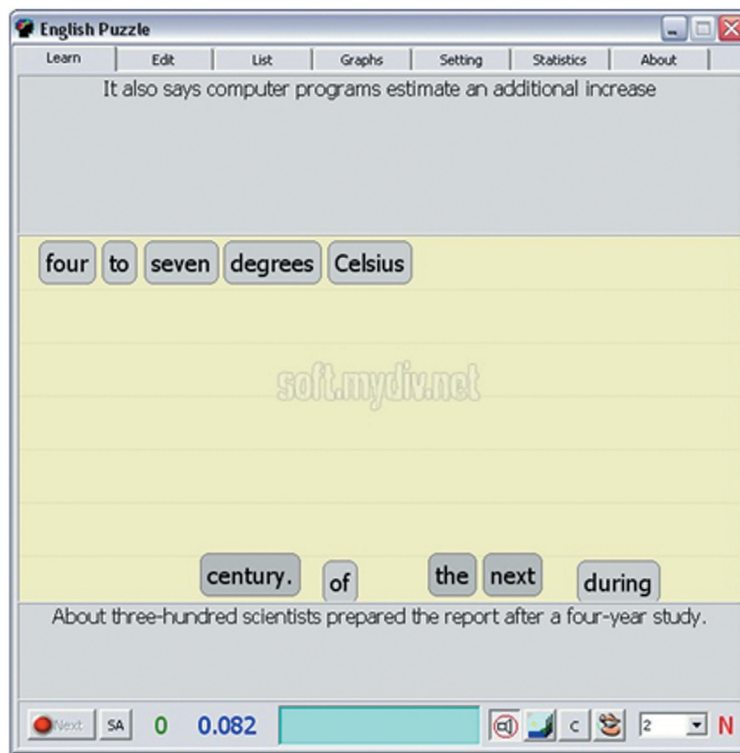 English Puzzle
Learn Edit List Graphs Setting Statistics About
It also says computer programs estimate an additional increase
four to seven degrees Celsius
soft.mydiv.net
century. of the next during
About three-hundred scientists prepared the report after a four-year study.
Next SA 0 0.082 C 2 N